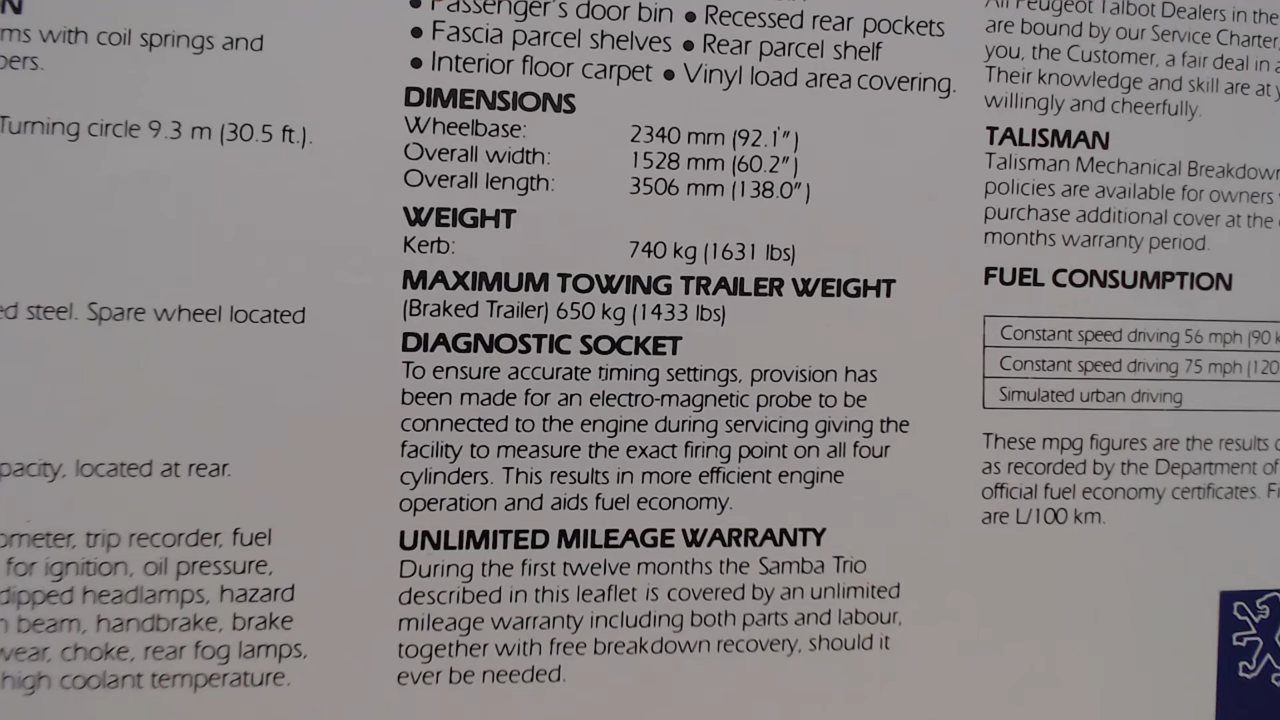 ms with coil springs and
Turning circle 9.3 m (30.5 ft.).
steel. Spare wheel located
located at rear.
trip recorder, fuel
for ignition, oil pressure,
dipped headlamps, hazard
beam, handbrake, brake
choke, rear fog lamps,
high coolant temperature.
• Passenger's door bin • Recessed rear pockets
• Fascia parcel shelves • Rear parcel shelf
• Interior floor carpet • Vinyl load area covering.
DIMENSIONS
Wheelbase: 2340 mm (92.1")
Overall width: 1528 mm (60.2")
Overall length: 3506 mm (138.0")
WEIGHT
Kerb: 740 kg (1631 lbs)
MAXIMUM TOWING TRAILER WEIGHT
(Braked Trailer) 650 kg (1433 lbs)
DIAGNOSTIC SOCKET
To ensure accurate timing settings, provision has
been made for an electro-magnetic probe to be
connected to the engine during servicing giving the
facility to measure the exact firing point on all four
cylinders. This results in more efficient engine
operation and aids fuel economy.
UNLIMITED MILEAGE WARRANTY
During the first twelve months the Samba Trio
described in this leaflet is covered by an unlimited
mileage warranty including both parts and labour,
together with free breakdown recovery, should it
ever be needed.
All Peugeot Talbot Dealers in the
are bound by our Service Charter
you, the Customer, a fair deal in
Their knowledge and skill are at
willingly and cheerfully.
TALISMAN
Talisman Mechanical Breakdown
policies are available for owners
purchase additional cover at the
months warranty period.
FUEL CONSUMPTION
Constant speed driving 56 mph (90
Constant speed driving 75 mph (120
Simulated urban driving
These mpg figures are the results
as recorded by the Department of
official fuel economy certificates.
are L/100 km.